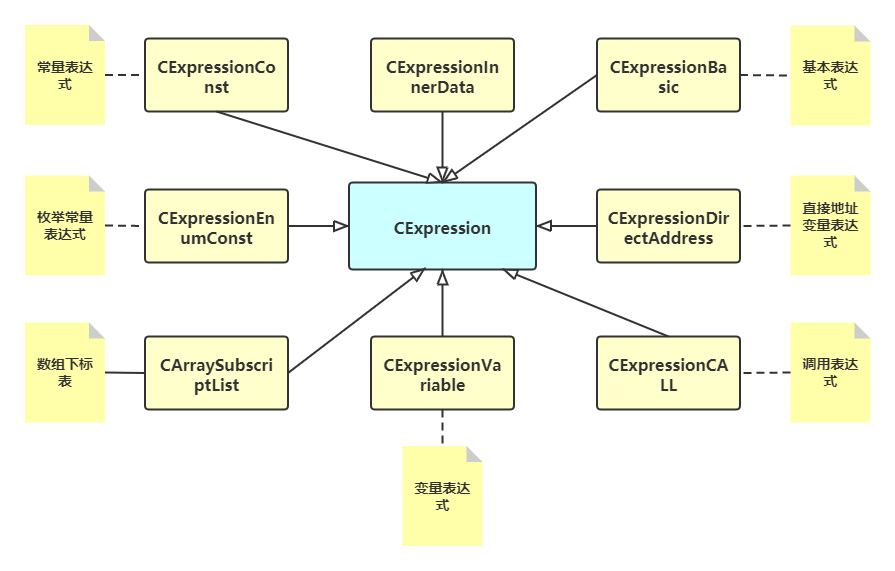 常量表达
式
CExpressionCo
nst
CExpressionIn
nerData
CExpressionBa
sic
基本表达
式
枚举常量
表达式
CExpressionEn
umConst
CExpression
CExpressionDir
ectAddress
直接地址
变量表达
式
数组下标
表
CArraySubscri
ptList
CExpressionVa
riable
CExpressionCA
LL
调用表达
式
变量表达
式